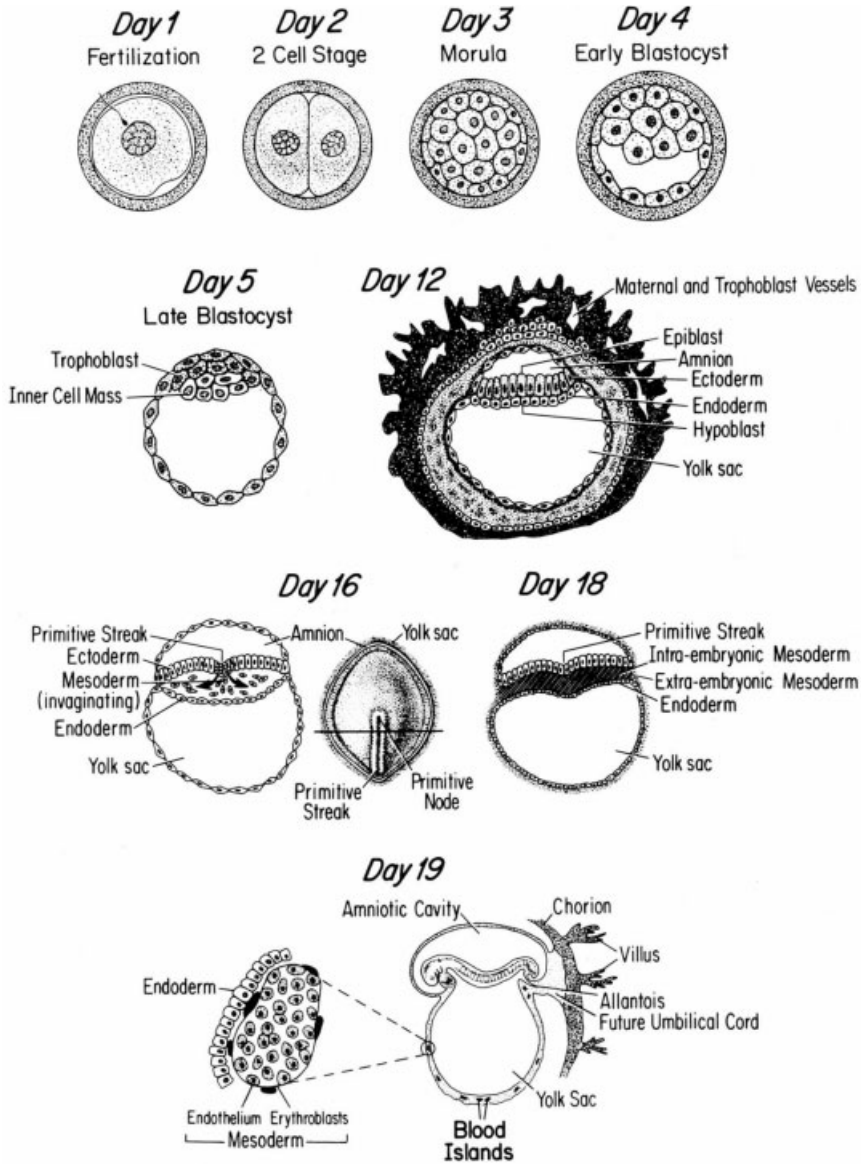 Day 1
Fertilization
Day 2
2 Cell Stage
Day 3
Morula
Day 4
Early Blastocyst
Day 5
Late Blastocyst
Trophoblast
Inner Cell Mass
Day 12
Maternal and Trophoblast Vessels
Epiblast
Amnion
Ectoderm
Endoderm
Hypoblast
Yolk sac
Day 16
Primitive Streak
Ectoderm
Mesoderm
(invaginating)
Endoderm
Yolk sac
Amnion
Yolk sac
Primitive
Streak
Primitive
Node
Day 18
Primitive Streak
Intra-embryonic Mesoderm
Extra-embryonic Mesoderm
Endoderm
Yolk sac
Day 19
Endoderm
Endothelium Erythroblasts
Mesoderm
Amniotic Cavity
Chorion
Villus
Allantois
Future Umbilical Cord
Yolk Sac
Blood
Islands